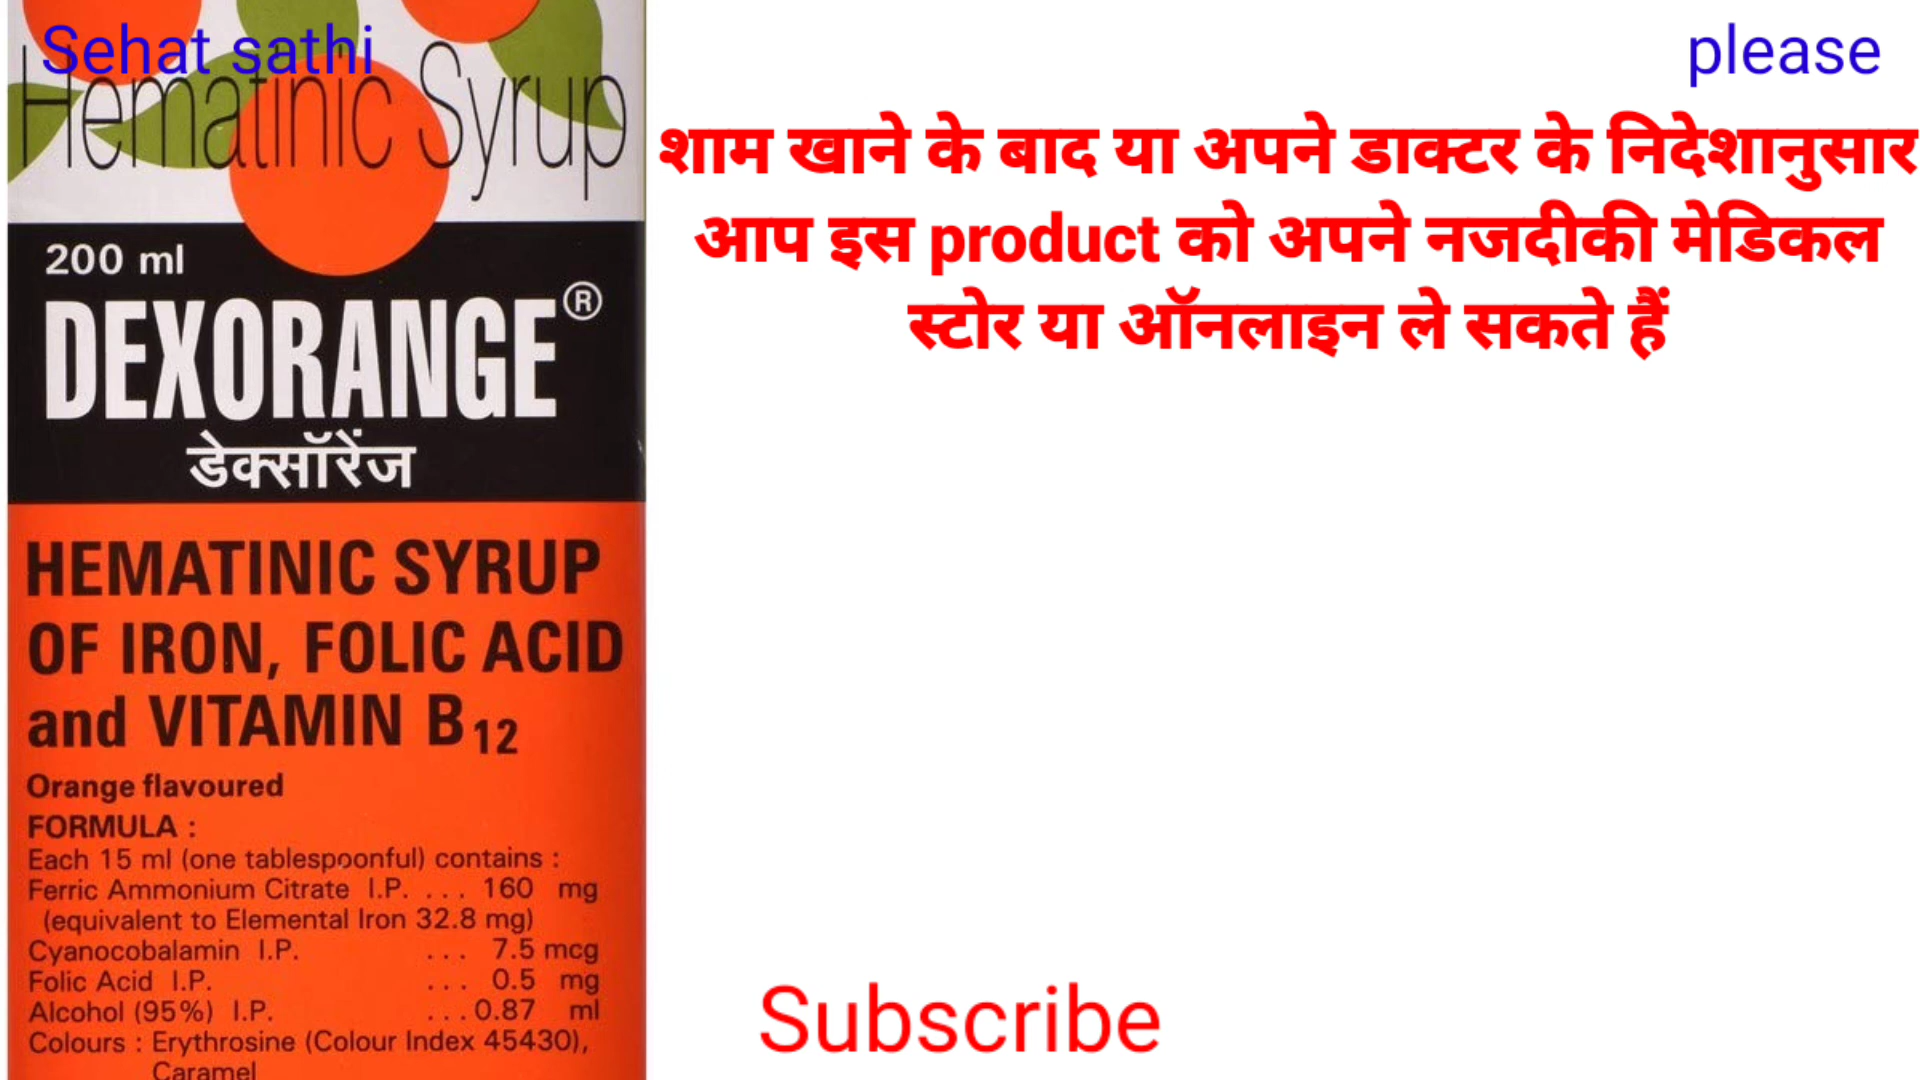 Sehat sathi
please
Hematinic Syrup
200 ml
DEXORANGE®
डेक्सॉरेंज
HEMATINIC SYRUP
OF IRON, FOLIC ACID
and VITAMIN B12
Orange flavoured
FORMULA :
Each 15 ml (one tablespoonful) contains :
Ferric Ammonium Citrate I.P. ... 160 mg
(equivalent to Elemental Iron 32.8 mg)
Cyanocobalamin I.P. ... 7.5 mcg
Folic Acid I.P. ... 0.5 mg
Alcohol (95%) I.P. ...0.87 ml
Colours : Erythrosine (Colour Index 45430),
Caramel
शाम खाने के बाद या अपने डाक्टर के निदेशानुसार
आप इस product को अपने नजदीकी मेडिकल
स्टोर या ऑनलाइन ले सकते हैं
Subscribe